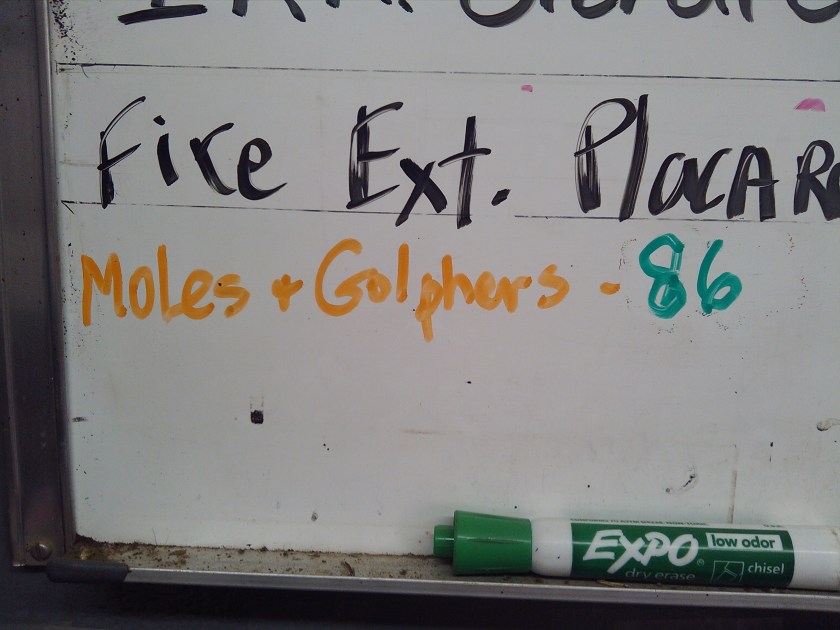 Fire Ext. Placar
Moles + Golphers - 86
EXPO® low odor
dry erase chisel